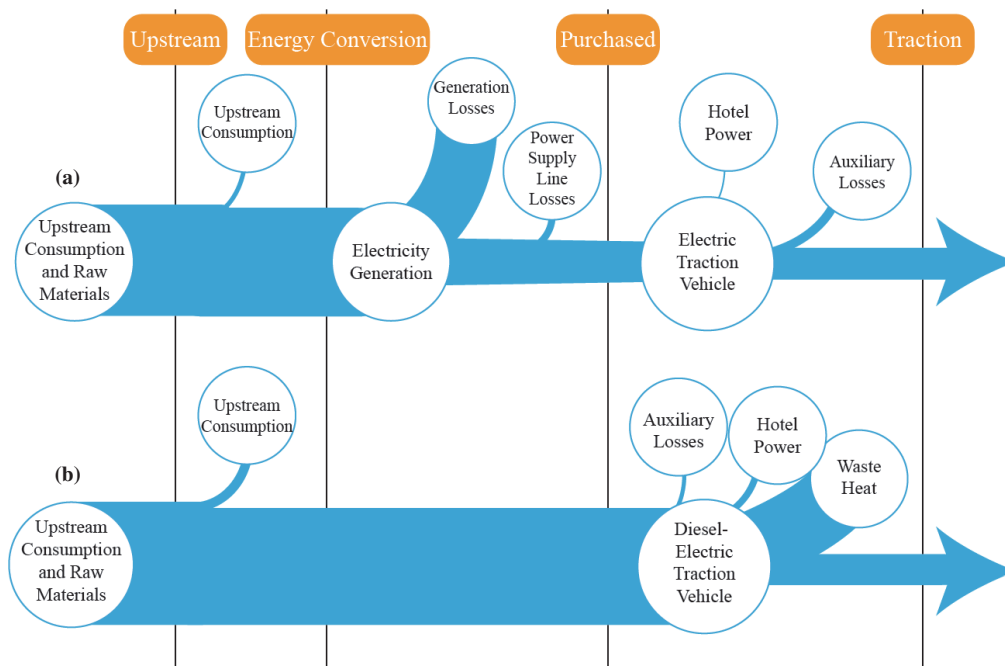 Upstream
Energy Conversion
Purchased
Traction
(a)
Upstream
Consumption
and Raw
Materials
Upstream
Consumption
Electricity
Generation
Generation
Losses
Power
Supply
Line
Losses
Electric
Traction
Vehicle
Hotel
Power
Auxiliary
Losses
(b)
Upstream
Consumption
and Raw
Materials
Upstream
Consumption
Diesel-
Electric
Traction
Vehicle
Auxiliary
Losses
Hotel
Power
Waste
Heat